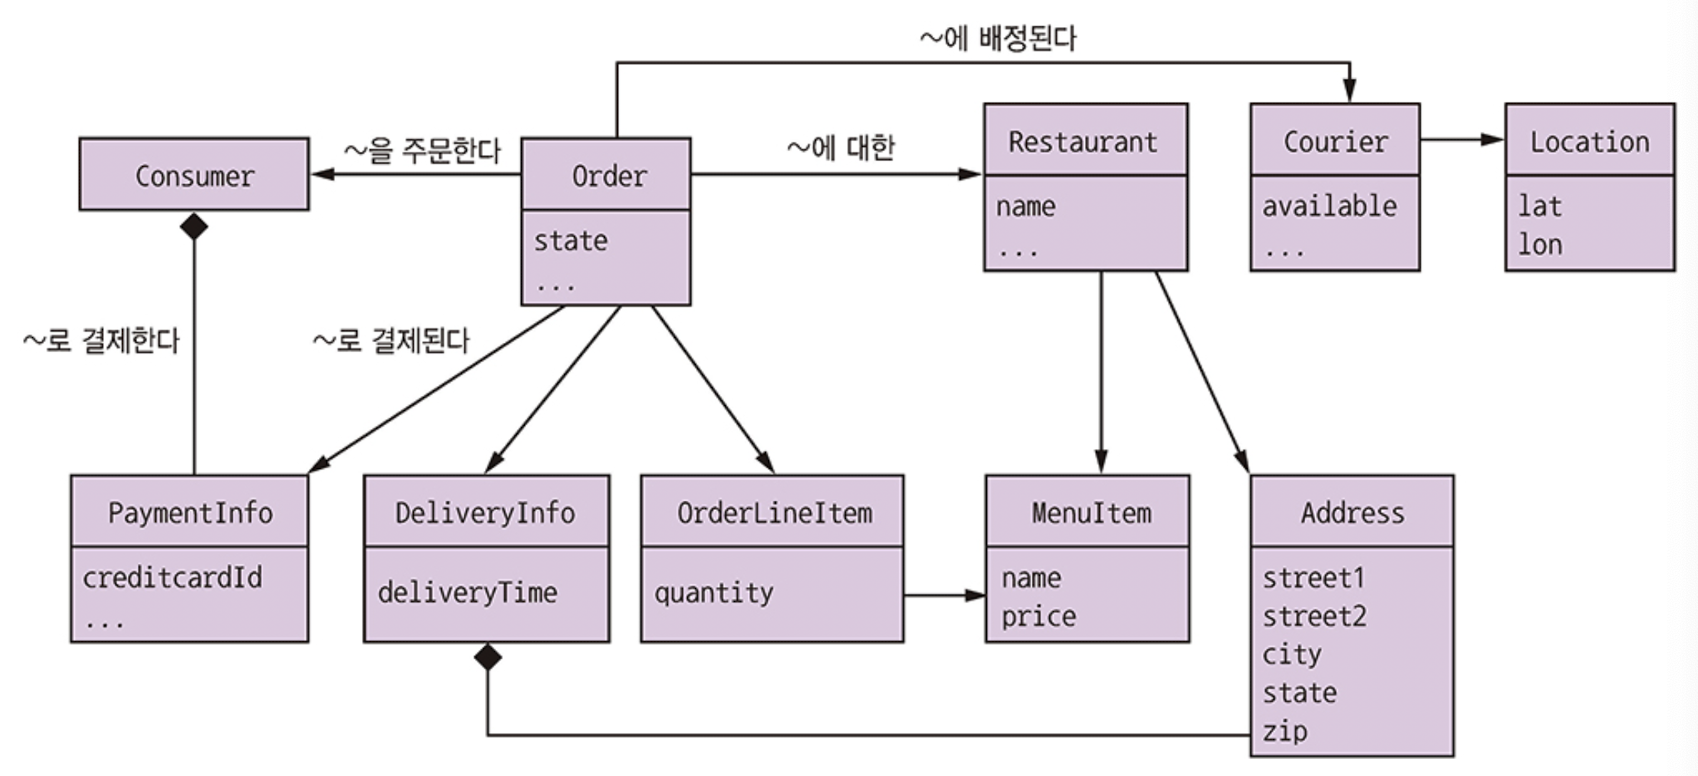 ~에 배정된다
Consumer
~을 주문한다
Order
state
...
~에 대한
Restaurant
name
...
Courier
available
...
Location
lat
lon
~로 결제한다
~로 결제된다
PaymentInfo
creditcardId
...
DeliveryInfo
deliveryTime
OrderLineItem
quantity
MenuItem
name
price
Address
street1
street2
city
state
zip